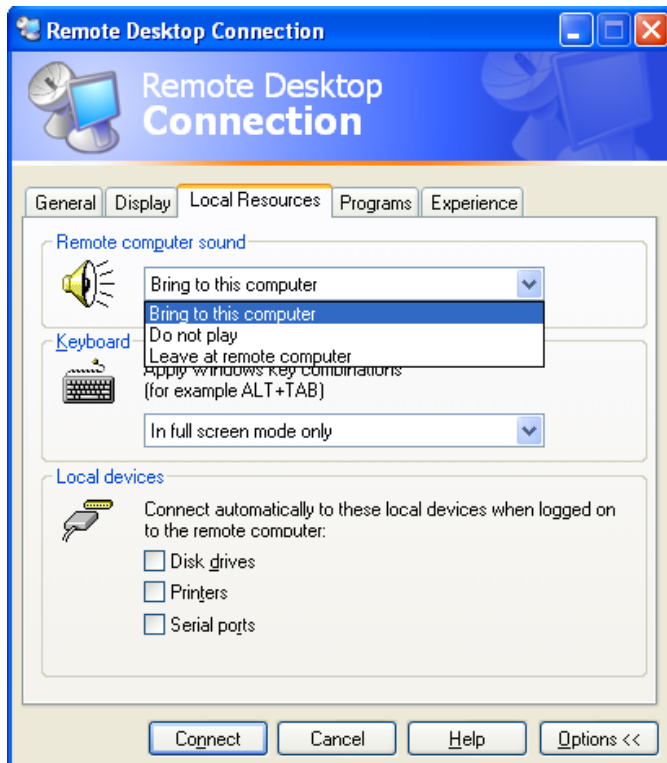 Remote Desktop Connection
Remote Desktop
Connection
General Display Local Resources Programs Experience
Remote computer sound
Bring to this computer
Bring to this computer
Do not play
Leave at remote computer
Keyboard
Apply Windows key combinations
(for example ALT+TAB)
In full screen mode only
Local devices
Connect automatically to these local devices when logged on
to the remote computer:
Disk drives
Printers
Serial ports
Connect Cancel Help Options <<